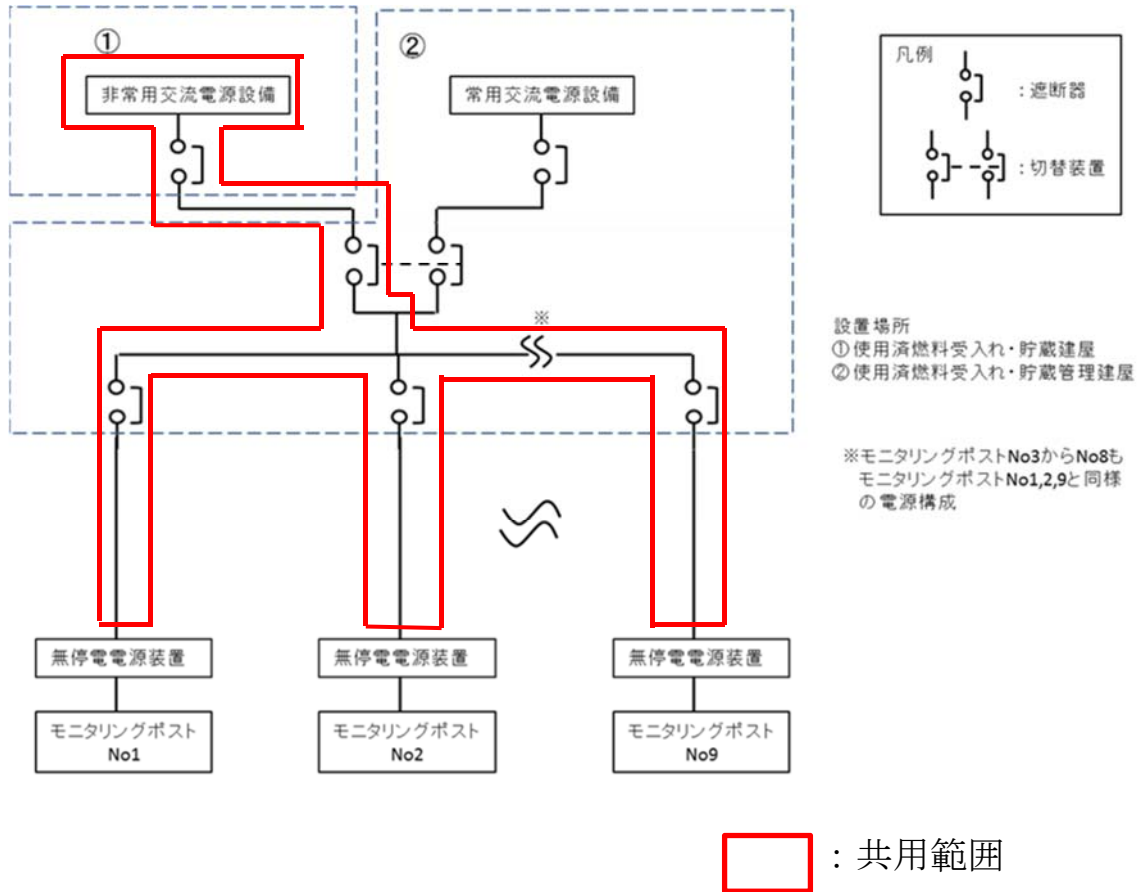 ①
②
非常用交流電源設備
常用交流電源設備
凡例
：遮断器
：切替装置
※
設置場所
①使用済燃料受入れ・貯蔵建屋
②使用済燃料受入れ・貯蔵管理建屋
※モニタリングポストNo3からNo8も
モニタリングポストNo1,2,9と同様
の電源構成
無停電電源装置
無停電電源装置
無停電電源装置
モニタリングポスト
No1
モニタリングポスト
No2
モニタリングポスト
No9
：共用範囲